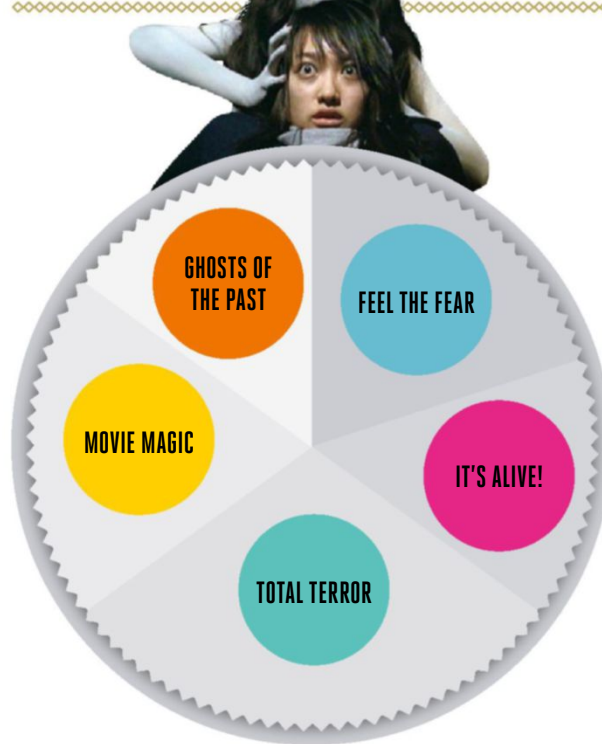 GHOSTS OF
THE PAST
FEEL THE FEAR
MOVIE MAGIC
IT'S ALIVE!
TOTAL TERROR